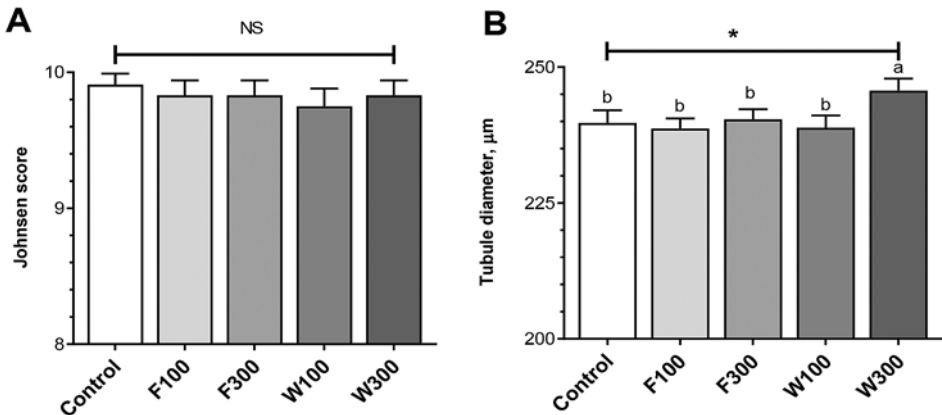 A
NS
Johnsen score
10
9
8
Control
F100
F300
W100
W300
B
*
Tubule diameter, μm
250
225
200
b
b
b
b
a
Control
F100
F300
W100
W300